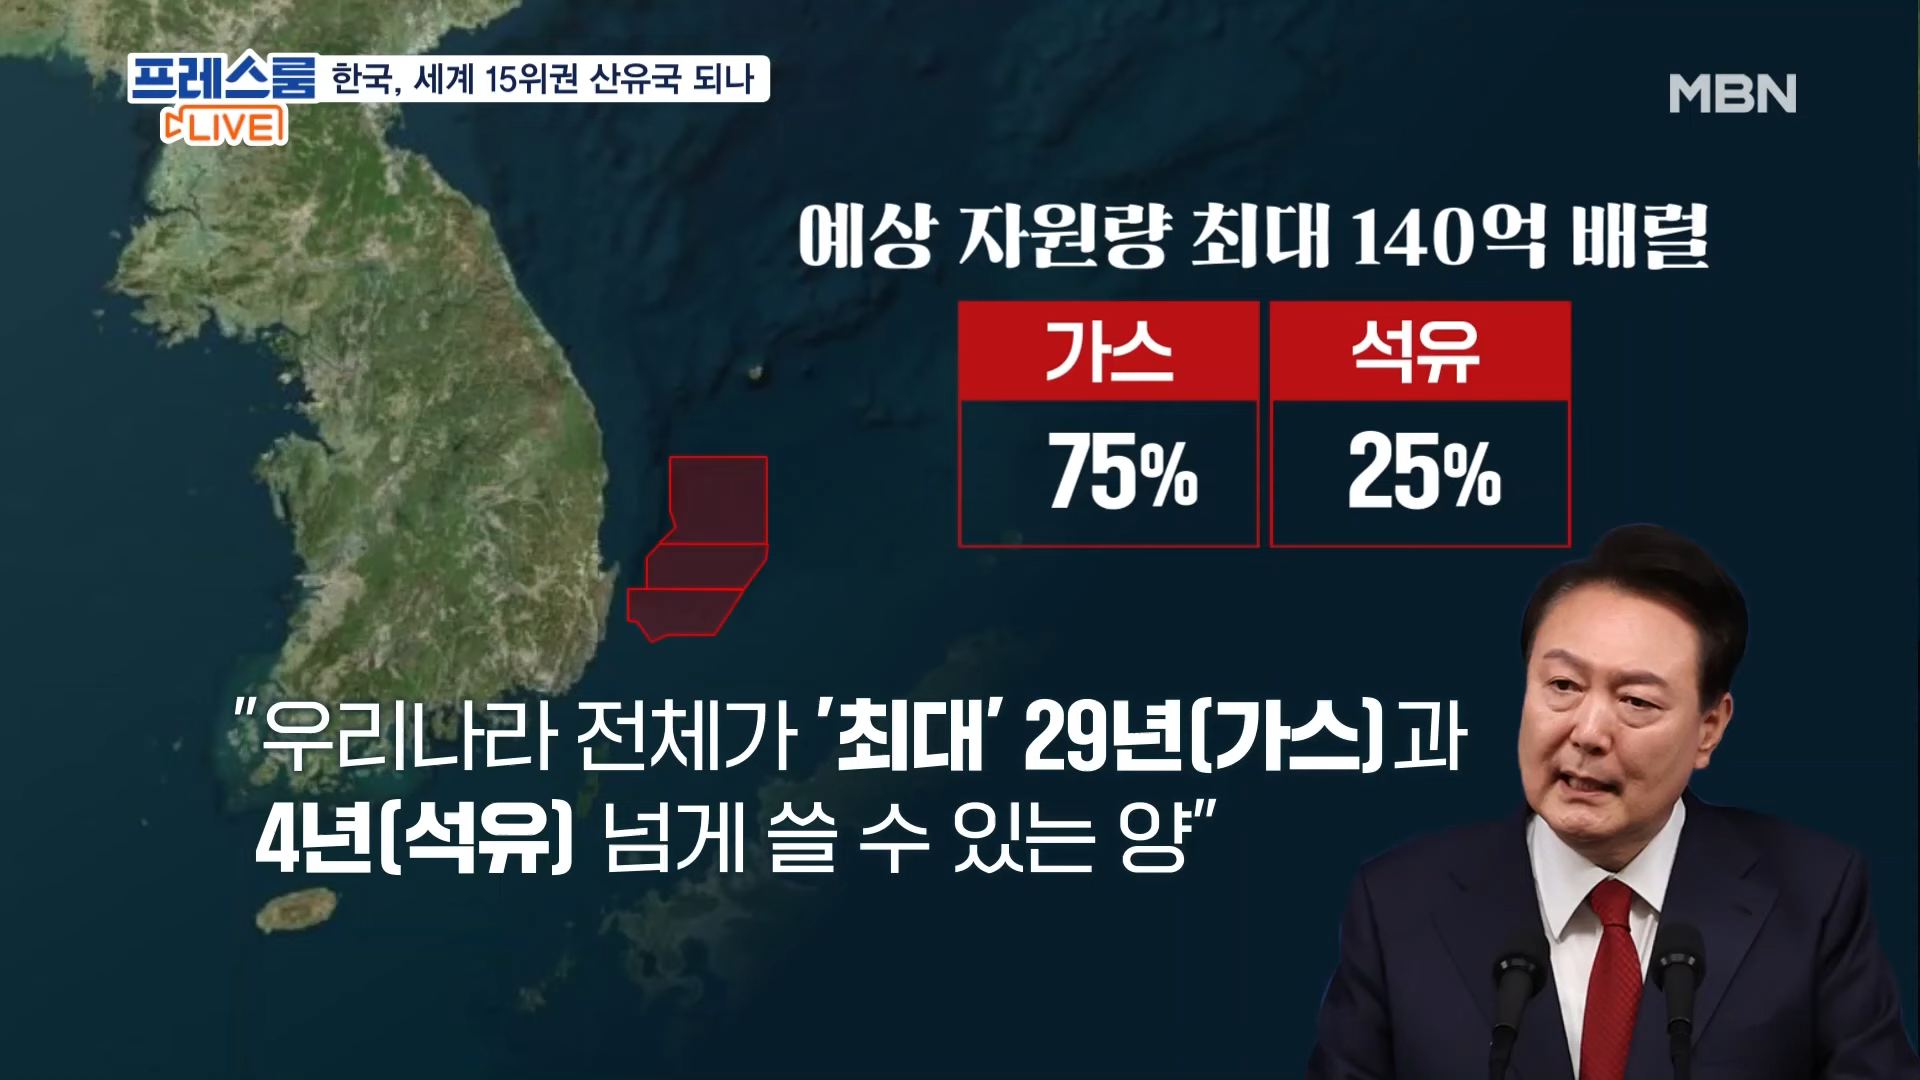 프레스룸 한국, 세계 15위권 산유국 되나
LIVE
MBN
예상 자원량 최대 140억 배럴
가스 석유
75% 25%
"우리나라 전체가 '최대' 29년(가스)과
4년(석유) 넘게 쓸 수 있는 양"